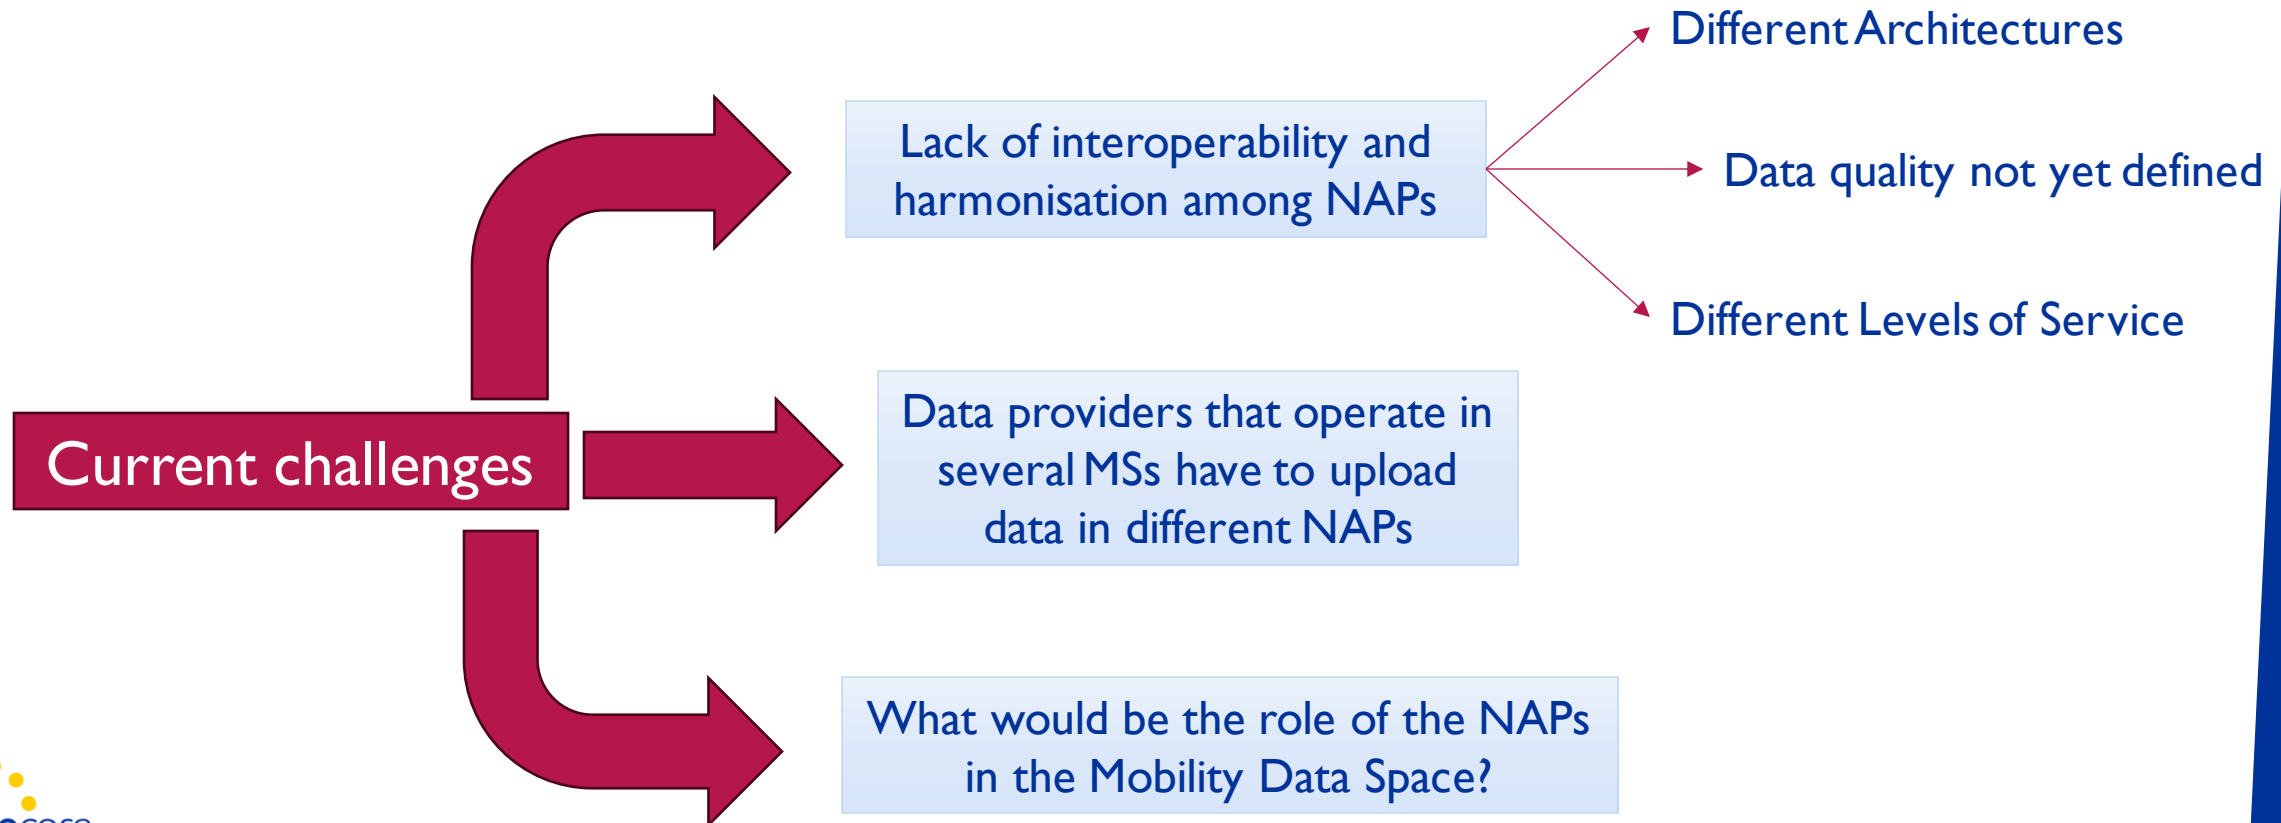 Current challenges
Lack of interoperability and
harmonisation among NAPs
Different Architectures
Data quality not yet defined
Different Levels of Service
Data providers that operate in
several MSs have to upload
data in different NAPs
What would be the role of the NAPs
in the Mobility Data Space?